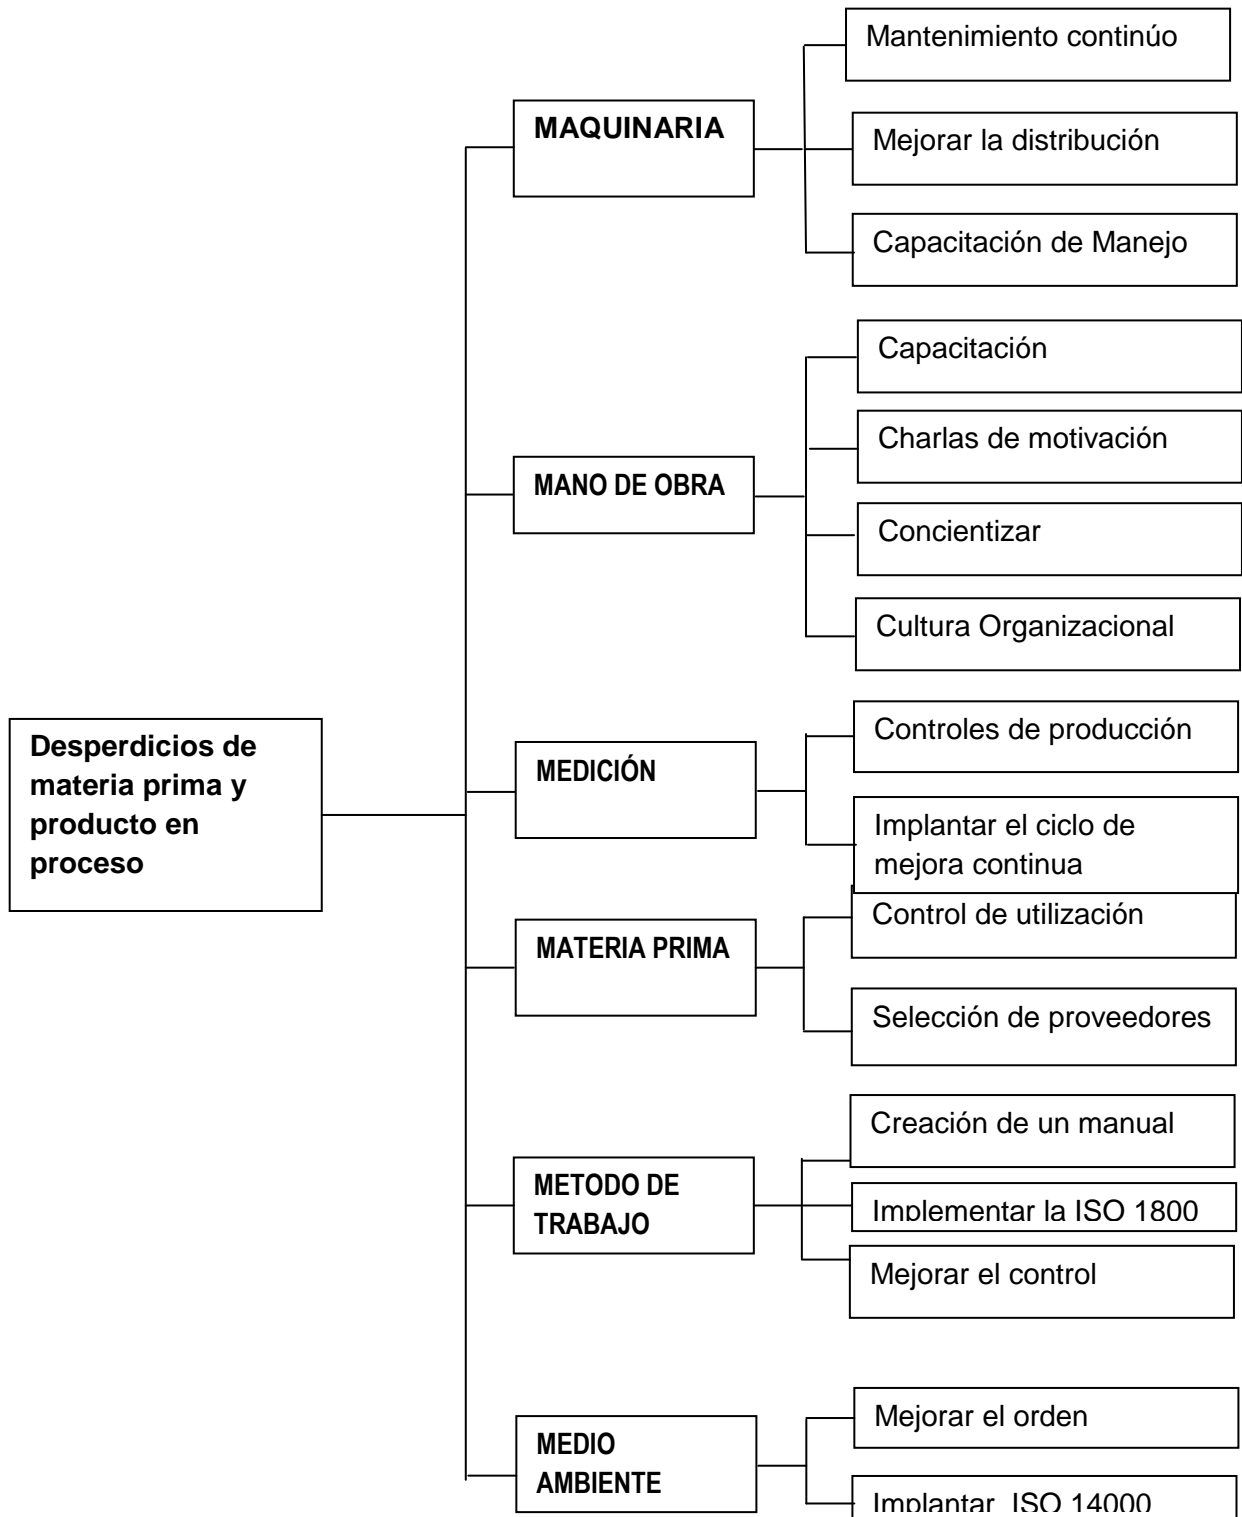 Desperdicios de
materia prima y
producto en
proceso
MAQUINARIA
Mantenimiento continúo
Mejorar la distribución
Capacitación de Manejo
MANO DE OBRA
Capacitación
Charlas de motivación
Concientizar
Cultura Organizacional
MEDICIÓN
Controles de producción
Implantar el ciclo de
mejora continua
MATERIA PRIMA
Control de utilización
Selección de proveedores
METODO DE
TRABAJO
Creación de un manual
Implementar la ISO 1800
Mejorar el control
MEDIO
AMBIENTE
Mejorar el orden
Implantar ISO 14000